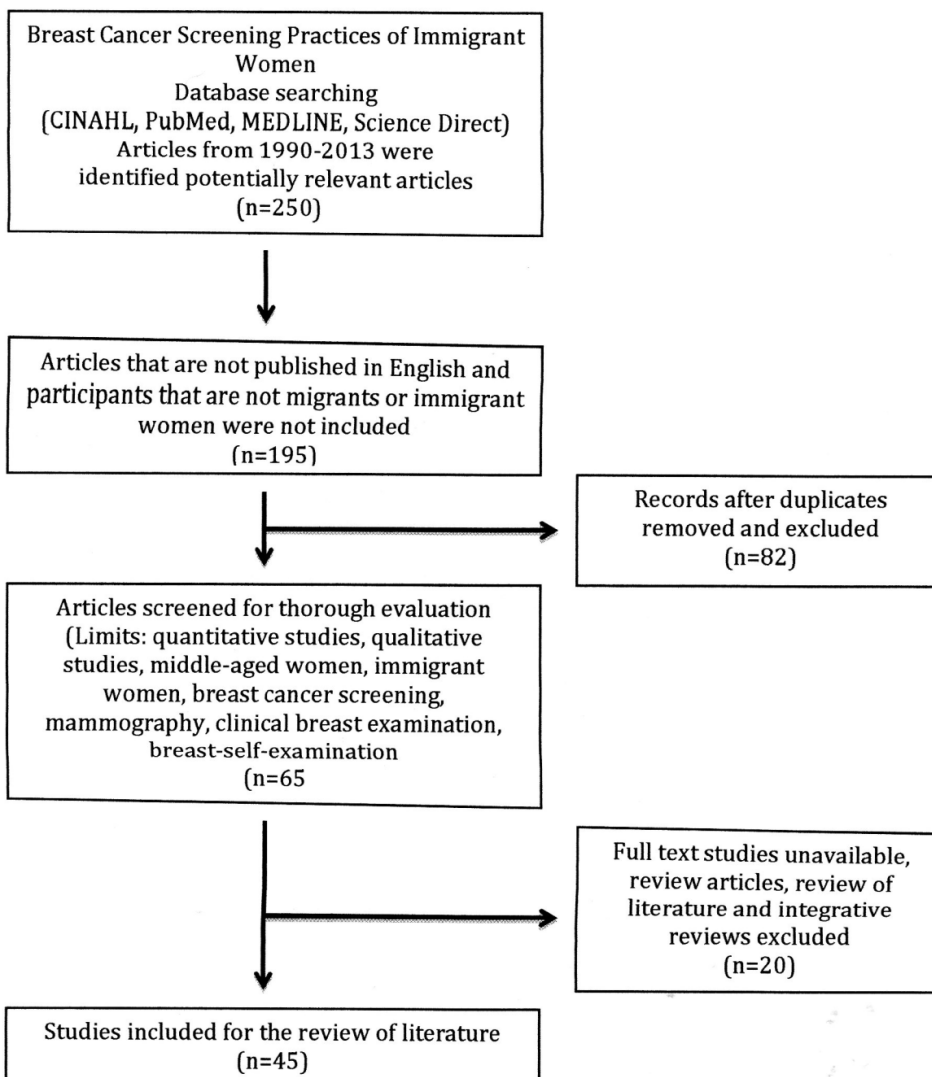 Breast Cancer Screening Practices of Immigrant
Women
Database searching
(CINAHL, PubMed, MEDLINE, Science Direct)
Articles from 1990-2013 were
identified potentially relevant articles
(n=250)
Articles that are not published in English and
participants that are not migrants or immigrant
women were not included
(n=195)
Records after duplicates
removed and excluded
(n=82)
Articles screened for thorough evaluation
(Limits: quantitative studies, qualitative
studies, middle-aged women, immigrant
women, breast cancer screening,
mammography, clinical breast examination,
breast-self-examination
(n=65
Full text studies unavailable,
review articles, review of
literature and integrative
reviews excluded
(n=20)
Studies included for the review of literature
(n=45)